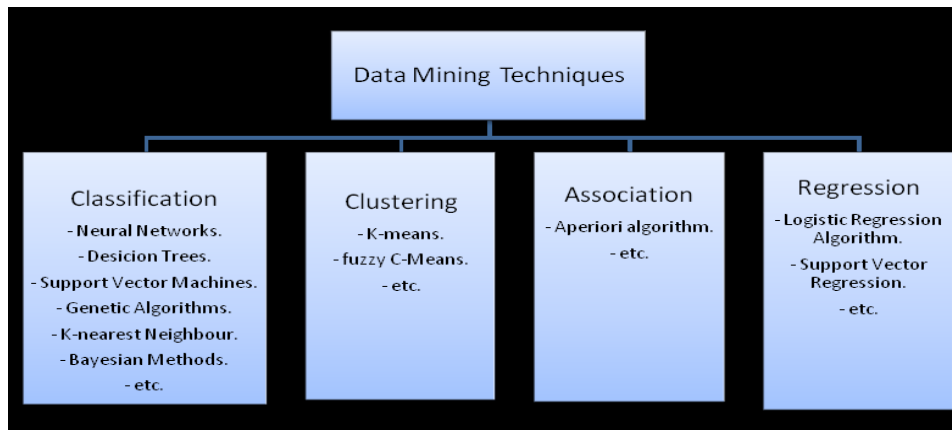 Data Mining Techniques
Classification
- Neural Networks.
- Desicion Trees.
- Support Vector Machines.
- Genetic Algorithms.
- K-nearest Neighbour.
- Bayesian Methods.
- etc.
Clustering
- K-means.
- fuzzy C-Means.
- etc.
Association
- Aperiori algorithm.
- etc.
Regression
- Logistic Regression
Algorithm.
- Support Vector
Regression.
- etc.